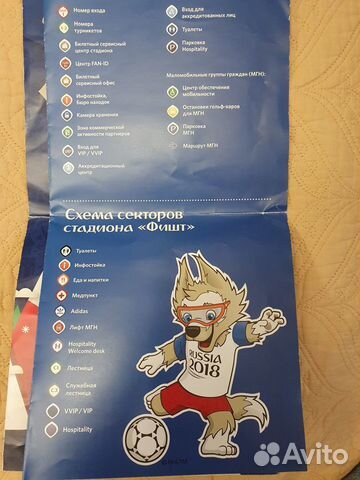 Номер входа
Номера
турникетов
Билетный сервисный
центр стадиона
Центр FAN-ID
Билетный
сервисный офис
Инфостойка,
Бюро находок
Камера хранения
Зона коммерческой
активности партнеров
Вход для
VIP / VVIP
Аккредитационный
центр
Вход для
аккредитованных лиц
Туалеты
Парковка
Hospitality
Маломобильные группы граждан (МГН):
Центр обеспечения
мобильности
Остановки гольф-каров
для МГН
Парковка
МГН
Маршрут МГН
Схема секторов
стадиона «Фишт»
Туалеты
Инфостойка
Еда и напитки
Медпункт
Adidas
Лифт МГН
Hospitality
Welcome desk
Лестница
Служебная
лестница
VVIP / VIP
Hospitality
RUSSIA
2018
Avito